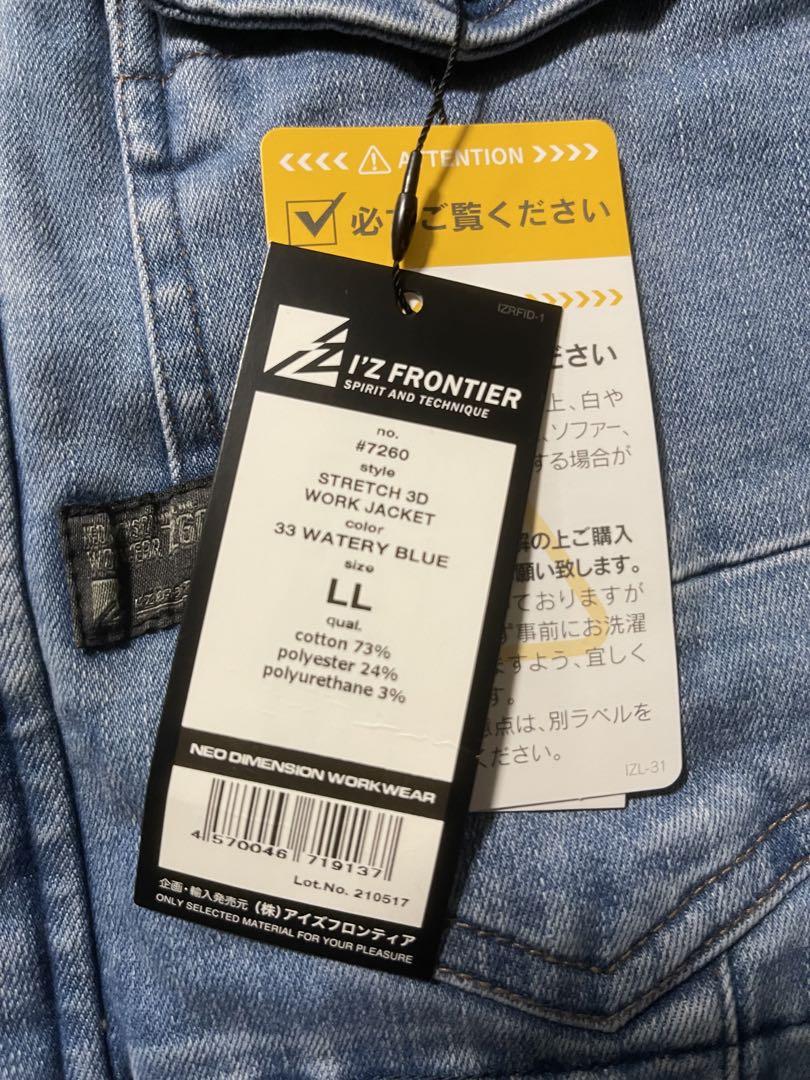 ATTENTION
必ずご覧ください
IZRFID-1
I'Z FRONTIER
SPIRIT AND TECHNIQUE
no.
#7260
style
STRETCH 3D
WORK JACKET
color
33 WATERY BLUE
size
LL
qual.
cotton 73%
polyester 24%
polyurethane 3%
NEO DIMENSION WORKWEAR
4 570046 719137
Lot.No. 210517
企画・輸入発売元 (株)アイズフロンティア
ONLY SELECTED MATERIAL FOR YOUR PLEASURE
ださい
上、白や
ソファー、
する場合が
の上ご購入
願い致します。
ておりますが
ず事前にお洗濯
ますよう、宜しく
す。
点は、別ラベルを
ください。
IZL-31